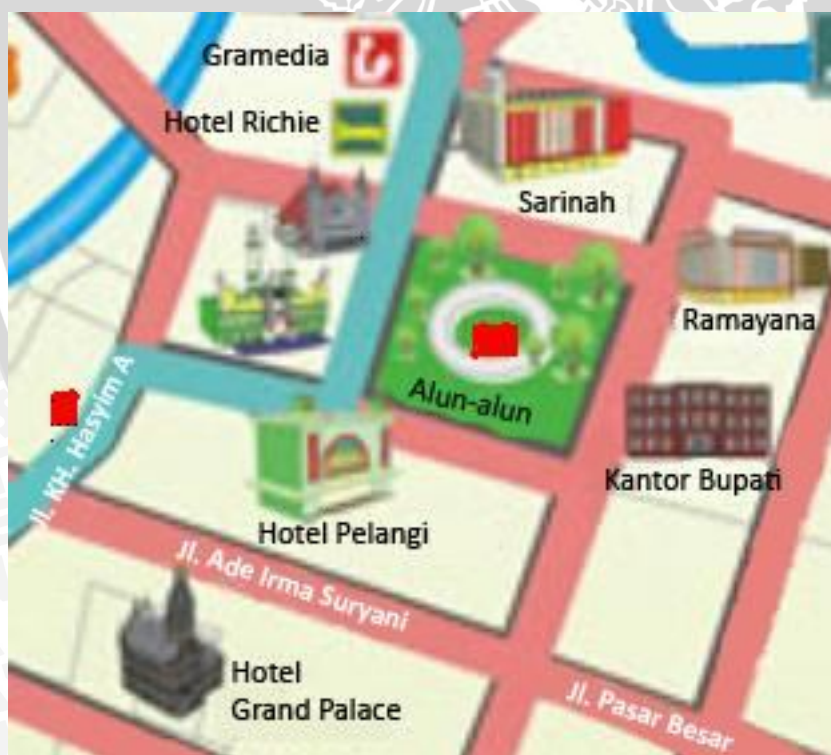 Gramedia
Hotel Richie
Sarinah
Ramayana
Alun-alun
Jl. KH. Hasyim A
Kantor Bupati
Hotel Pelangi
Jl. Ade Irma Suryani
Hotel
Grand Palace
Jl. Pasar Besar